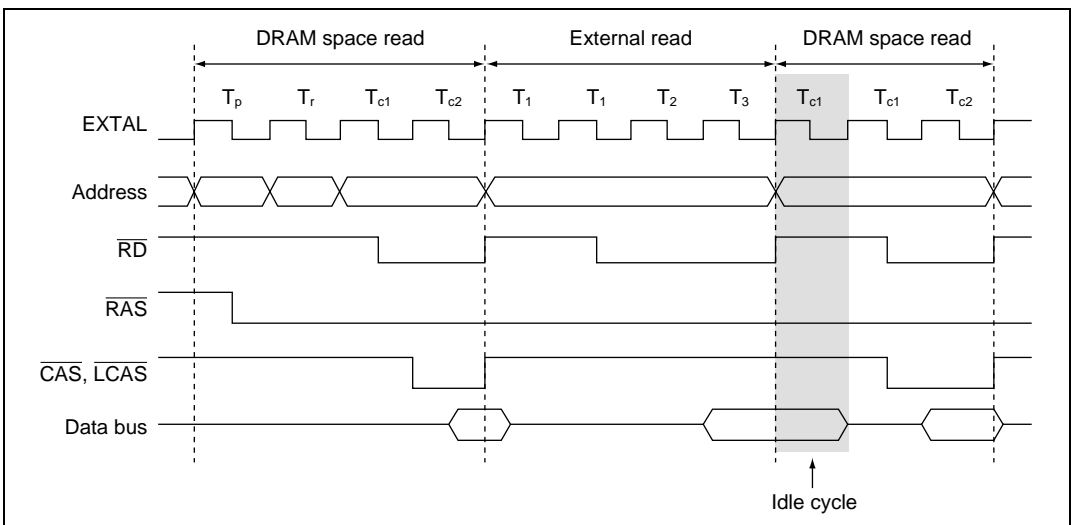 DRAM space read External read DRAM space read
Tp Tr Tc1 Tc2 T1 T1 T2 T3 Tc1 Tc1 Tc2
EXTAL
Address
RD
RAS
CAS, LCAS
Data bus
Idle cycle